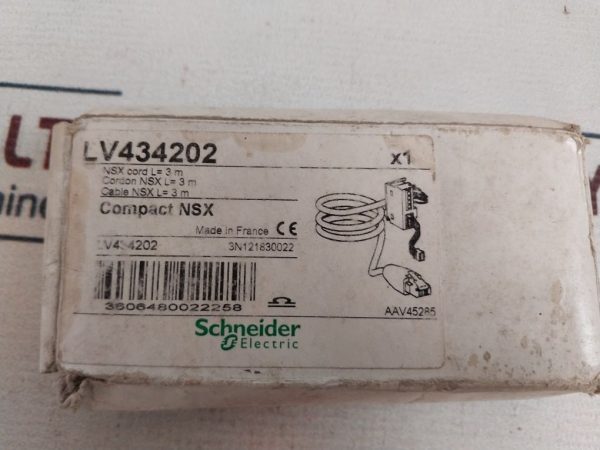 LV434202 x1
NSX cord L= 3 m
Cordon NSX L= 3 m
Cable NSX L= 3 m
Compact NSX
Made in France CE
LV434202 3N121830022
3606480022258
AAV45285
Schneider
Electric